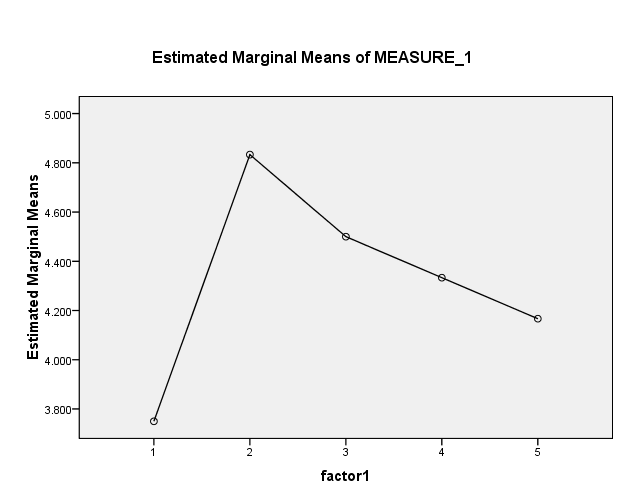 Estimated Marginal Means of MEASURE_1
Estimated Marginal Means
5.000
4.800
4.600
4.400
4.200
4.000
3.800
1 2 3 4 5
factor1